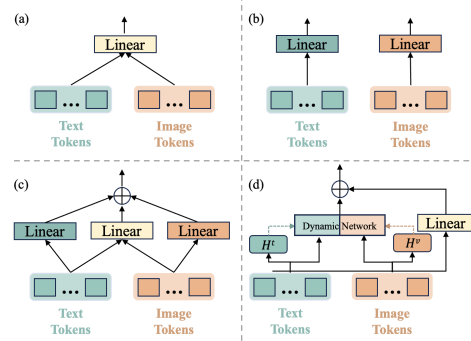 (a)
Linear
Text
Tokens
Image
Tokens
(b)
Linear
Linear
Text
Tokens
Image
Tokens
(c)
Linear
Linear
Linear
Text
Tokens
Image
Tokens
(d)
Dynamic Network
Linear
H^t
H^v
Text
Tokens
Image
Tokens